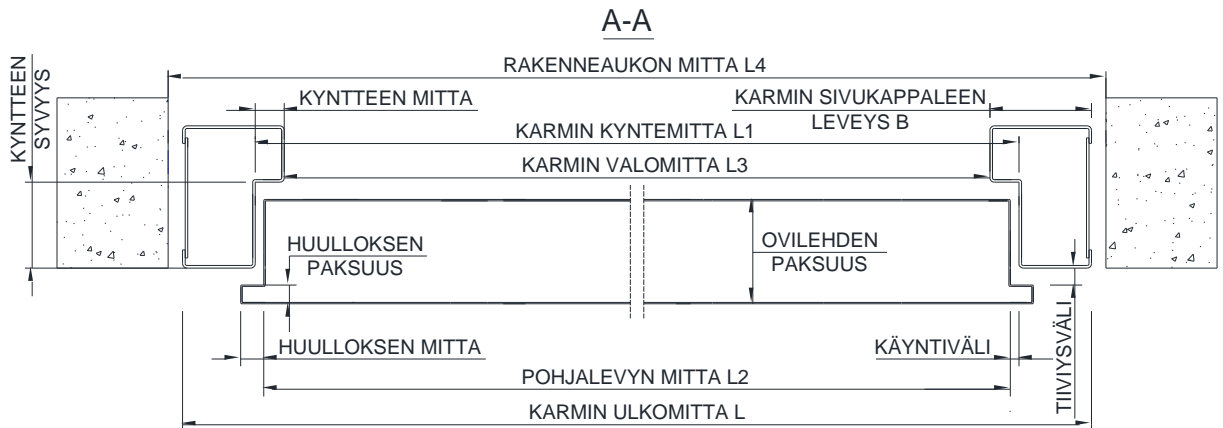 A-A
RAKENNEAUKON MITTA L4
KYNTTEEN
SYVYYS
KYNTTEEN MITTA
KARMIN SIVUKAPPALEEN
LEVEYS B
KARMIN KYNTEMITTA L1
KARMIN VALOMITTA L3
HUULLOKSEN
PAKSUUS
OVILEHDEN
PAKSUUS
HUULLOKSEN MITTA
KÄYNTIVÄLI
TIIVIYSVÄLI
POHJALEVYN MITTA L2
KARMIN ULKOMITTA L